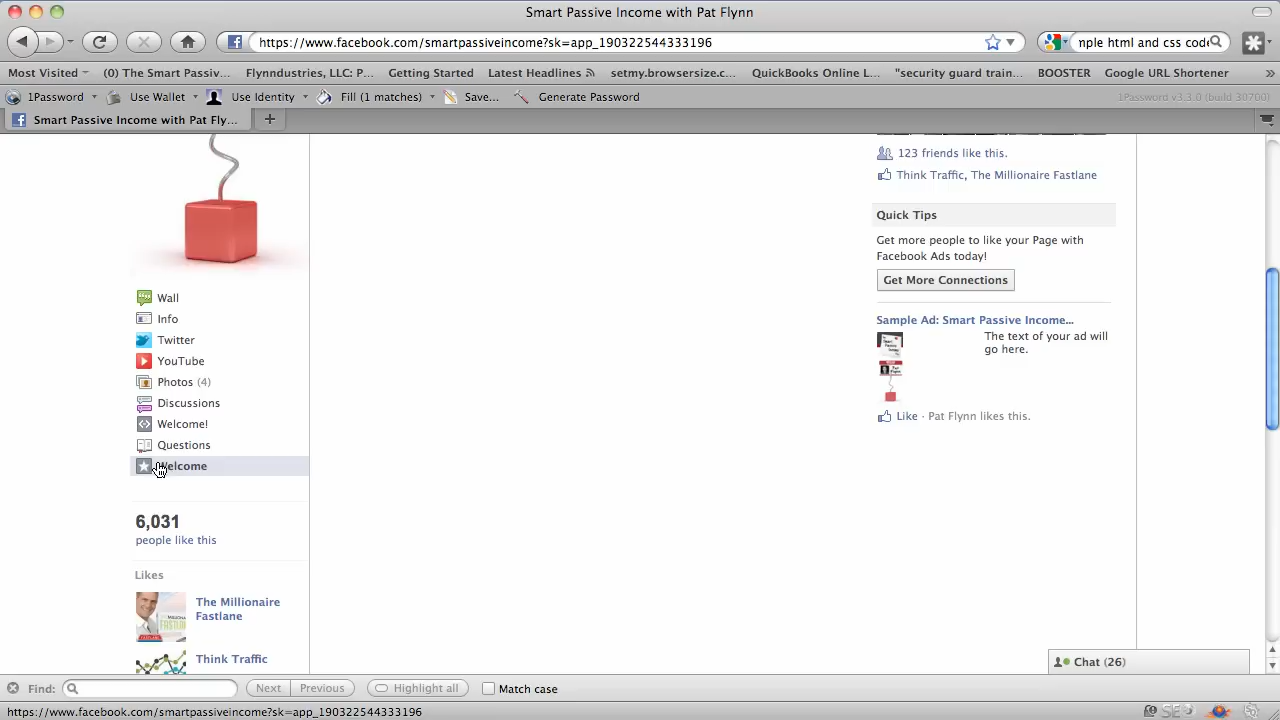 Smart Passive Income with Pat Flynn
https://www.facebook.com/smartpassiveincome?sk=app_190322544333196
nple html and css code
Most Visited
(0) The Smart Passiv...
Flynndustries, LLC: P...
Getting Started
Latest Headlines
setmy.browsersize.c...
QuickBooks Online L...
"security guard train...
BOOSTER
Google URL Shortener
»
1Password
Use Wallet
Use Identity
Fill (1 matches)
Save...
Generate Password
1Password v3.3.0 (build 30700)
Smart Passive Income with Pat Fly...
Wall
Info
Twitter
YouTube
Photos (4)
Discussions
Welcome!
Questions
elcome
6,031
people like this
Likes
The Millionaire
Fastlane
Think Traffic
123 friends like this.
Think Traffic, The Millionaire Fastlane
Quick Tips
Get more people to like your Page with
Facebook Ads today!
Get More Connections
Sample Ad: Smart Passive Income...
The text of your ad will
go here.
Like · Pat Flynn likes this.
Chat (26)
Find:
Next
Previous
Highlight all
Match case
https://www.facebook.com/smartpassiveincome?sk=app_190322544333196